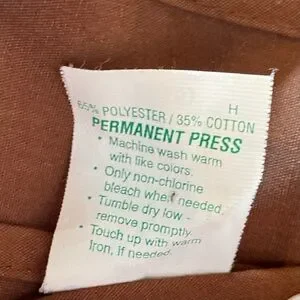 H
65% POLYESTER / 35% COTTON
PERMANENT PRESS
• Machine wash warm
with like colors.
• Only non-chlorine
bleach when needed.
• Tumble dry low -
remove promptly.
• Touch up with warm
Iron, if needed.